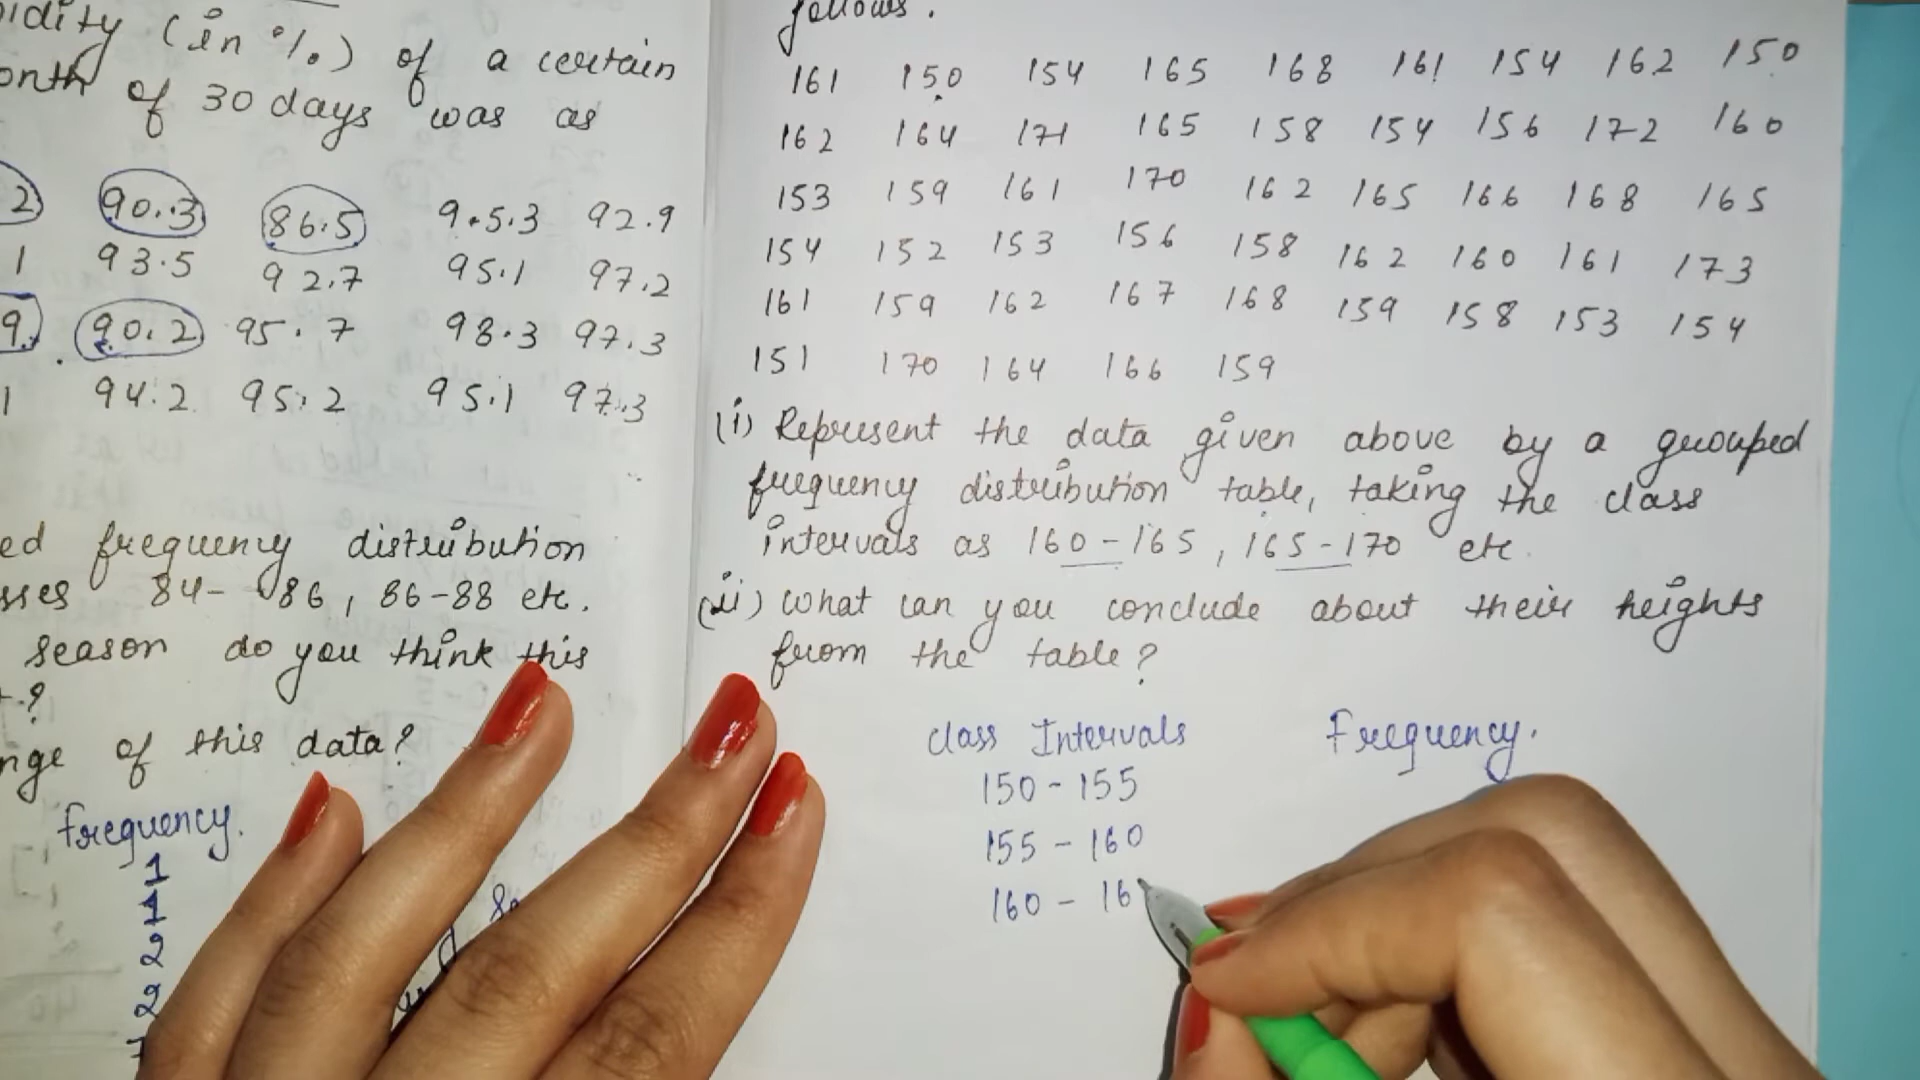 idity (in %) of a certain
onth of 30 days was as
2 90.3 86.5 9.5.3 92.9
1 93.5 92.7 95.1 97.2
9. 90.2 95.7 98.3 97.3
1 94.2 95.2 95.1 97.3
ed frequency distribution
sses 84-86, 86-88 etc.
season do you think this
?
nge of this data?
frequency.
1
1
2
2
7
follows.
161 150 154 165 168 161 154 162 150
162 164 171 165 158 154 156 172 160
153 159 161 170 162 165 166 168 165
154 152 153 156 158 162 160 161 173
161 159 162 167 168 159 158 153 154
151 170 164 166 159
(i) Represent the data given above by a grouped
frequency distribution table, taking the class
intervals as 160-165, 165-170 etc.
(ii) What can you conclude about their heights
from the table?
class Intervals Frequency.
150-155
155-160
160-16